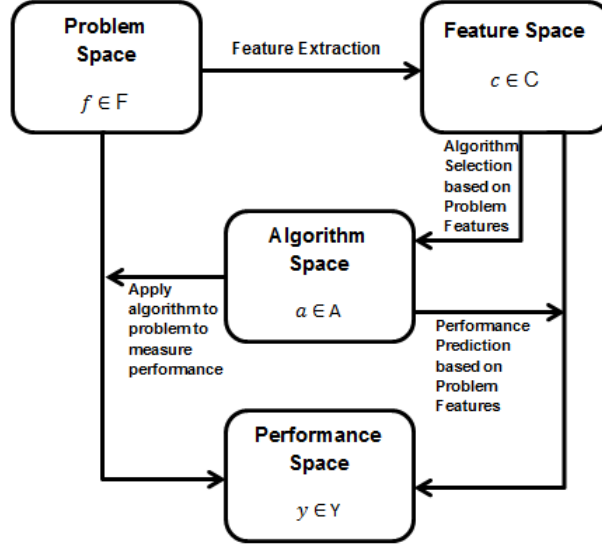 Problem
Space
f ∈ F
Feature Extraction
Feature Space
c ∈ C
Algorithm
Selection
based on
Problem
Features
Algorithm
Space
a ∈ A
Apply
algorithm to
problem to
measure
performance
Performance
Prediction
based on
Problem
Features
Performance
Space
y ∈ Y